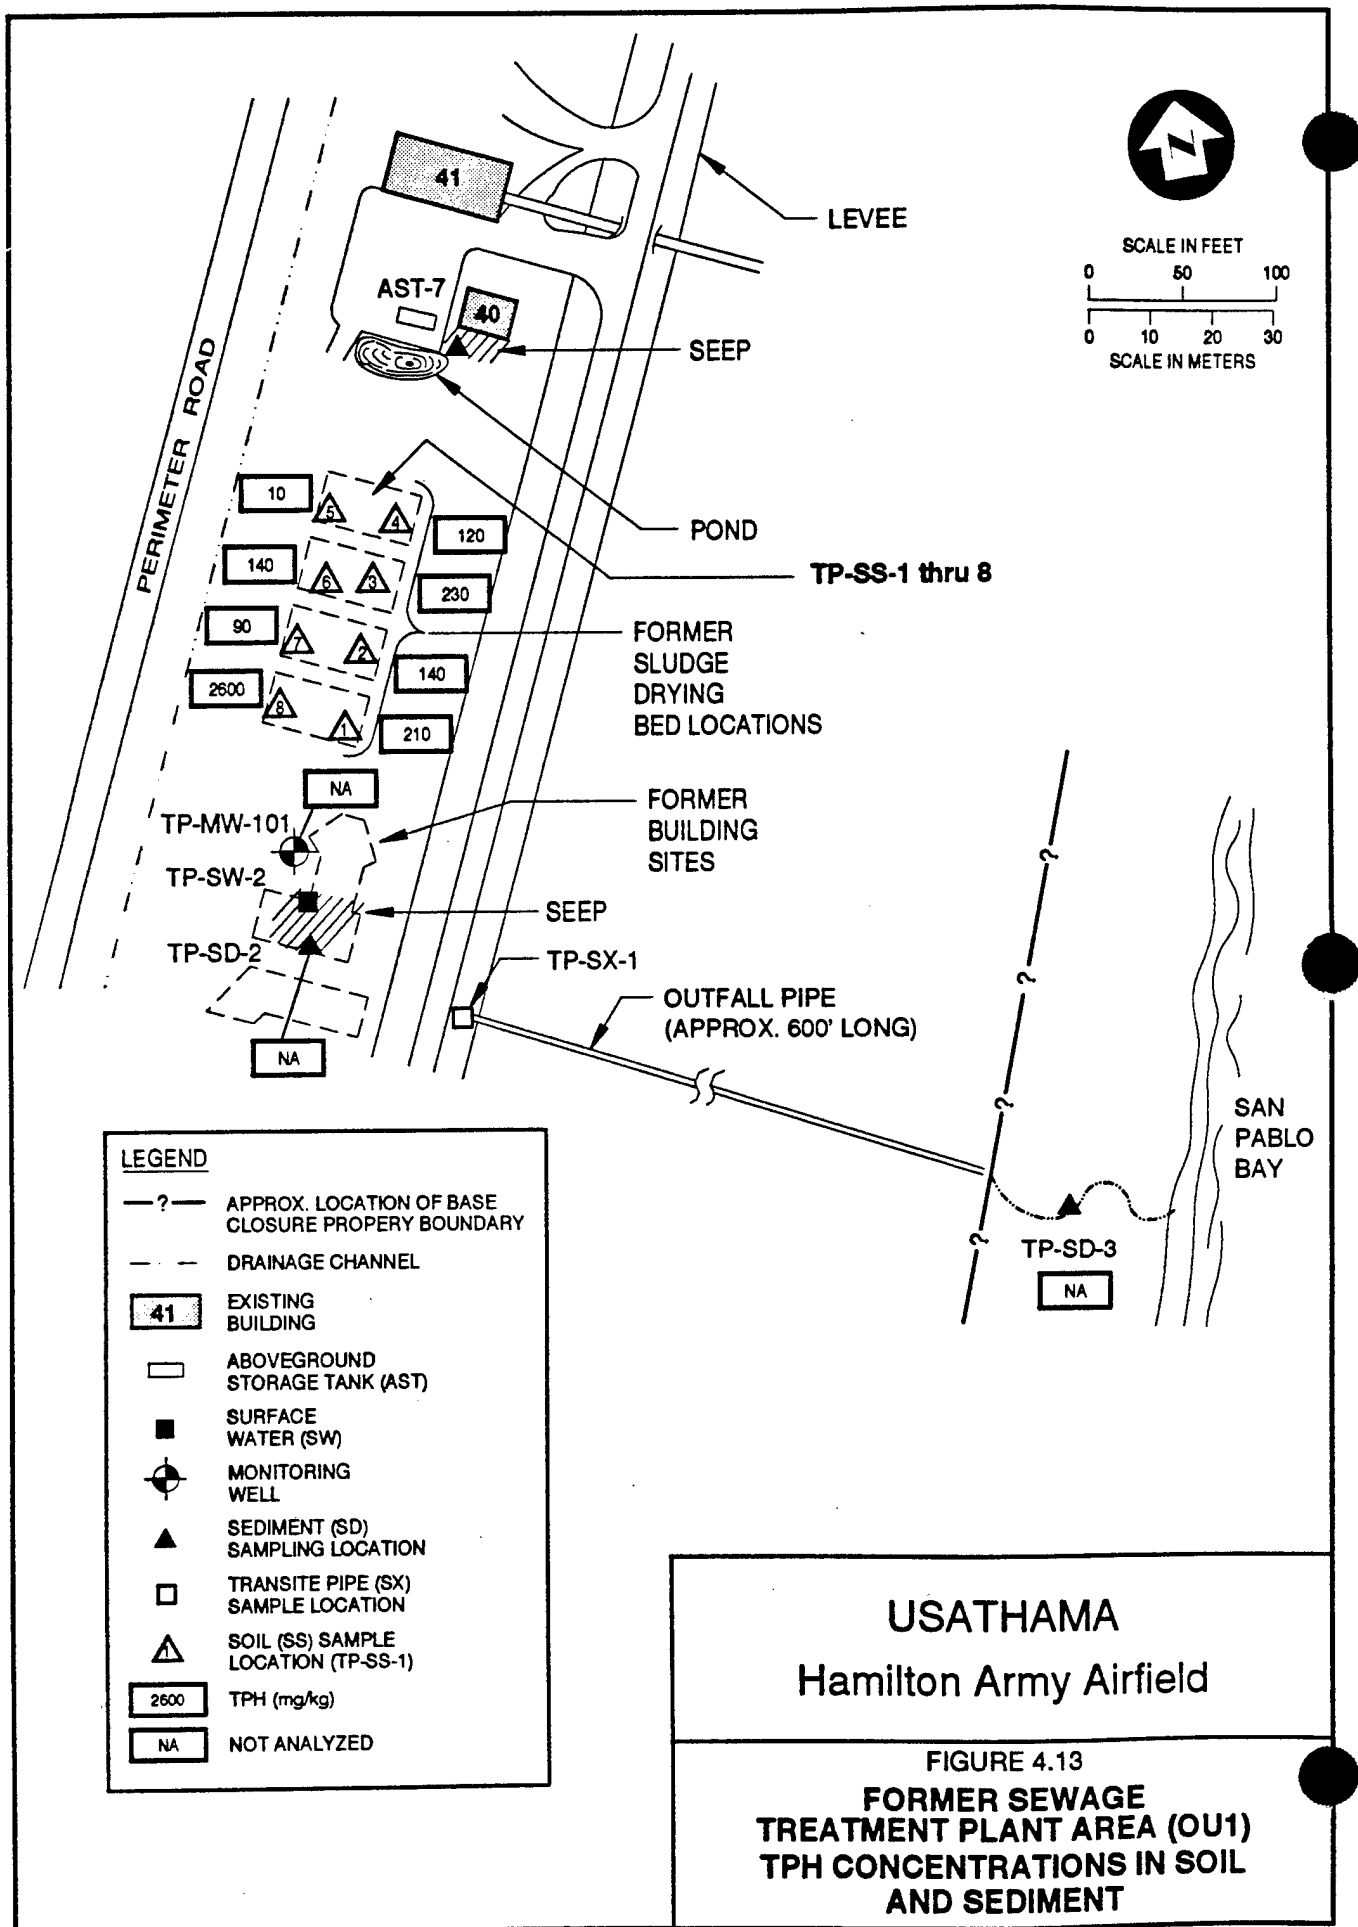 N
SCALE IN FEET
0 50 100
0 10 20 30
SCALE IN METERS
41
LEVEE
AST-7
40
SEEP
PERIMETER ROAD
POND
10
5
4
120
TP-SS-1 thru 8
140
6
3
230
90
7
2
140
FORMER
SLUDGE
DRYING
BED LOCATIONS
2600
8
1
210
NA
TP-MW-101
FORMER
BUILDING
SITES
TP-SW-2
SEEP
TP-SD-2
TP-SX-1
OUTFALL PIPE
(APPROX. 600' LONG)
NA
?
?
?
?
SAN
PABLO
BAY
TP-SD-3
NA
LEGEND
?
APPROX. LOCATION OF BASE
CLOSURE PROPERY BOUNDARY
DRAINAGE CHANNEL
41
EXISTING
BUILDING
ABOVEGROUND
STORAGE TANK (AST)
SURFACE
WATER (SW)
MONITORING
WELL
SEDIMENT (SD)
SAMPLING LOCATION
TRANSITE PIPE (SX)
SAMPLE LOCATION
1
SOIL (SS) SAMPLE
LOCATION (TP-SS-1)
2600
TPH (mg/kg)
NA
NOT ANALYZED
USATHAMA
Hamilton Army Airfield
FIGURE 4.13
FORMER SEWAGE
TREATMENT PLANT AREA (OU1)
TPH CONCENTRATIONS IN SOIL
AND SEDIMENT